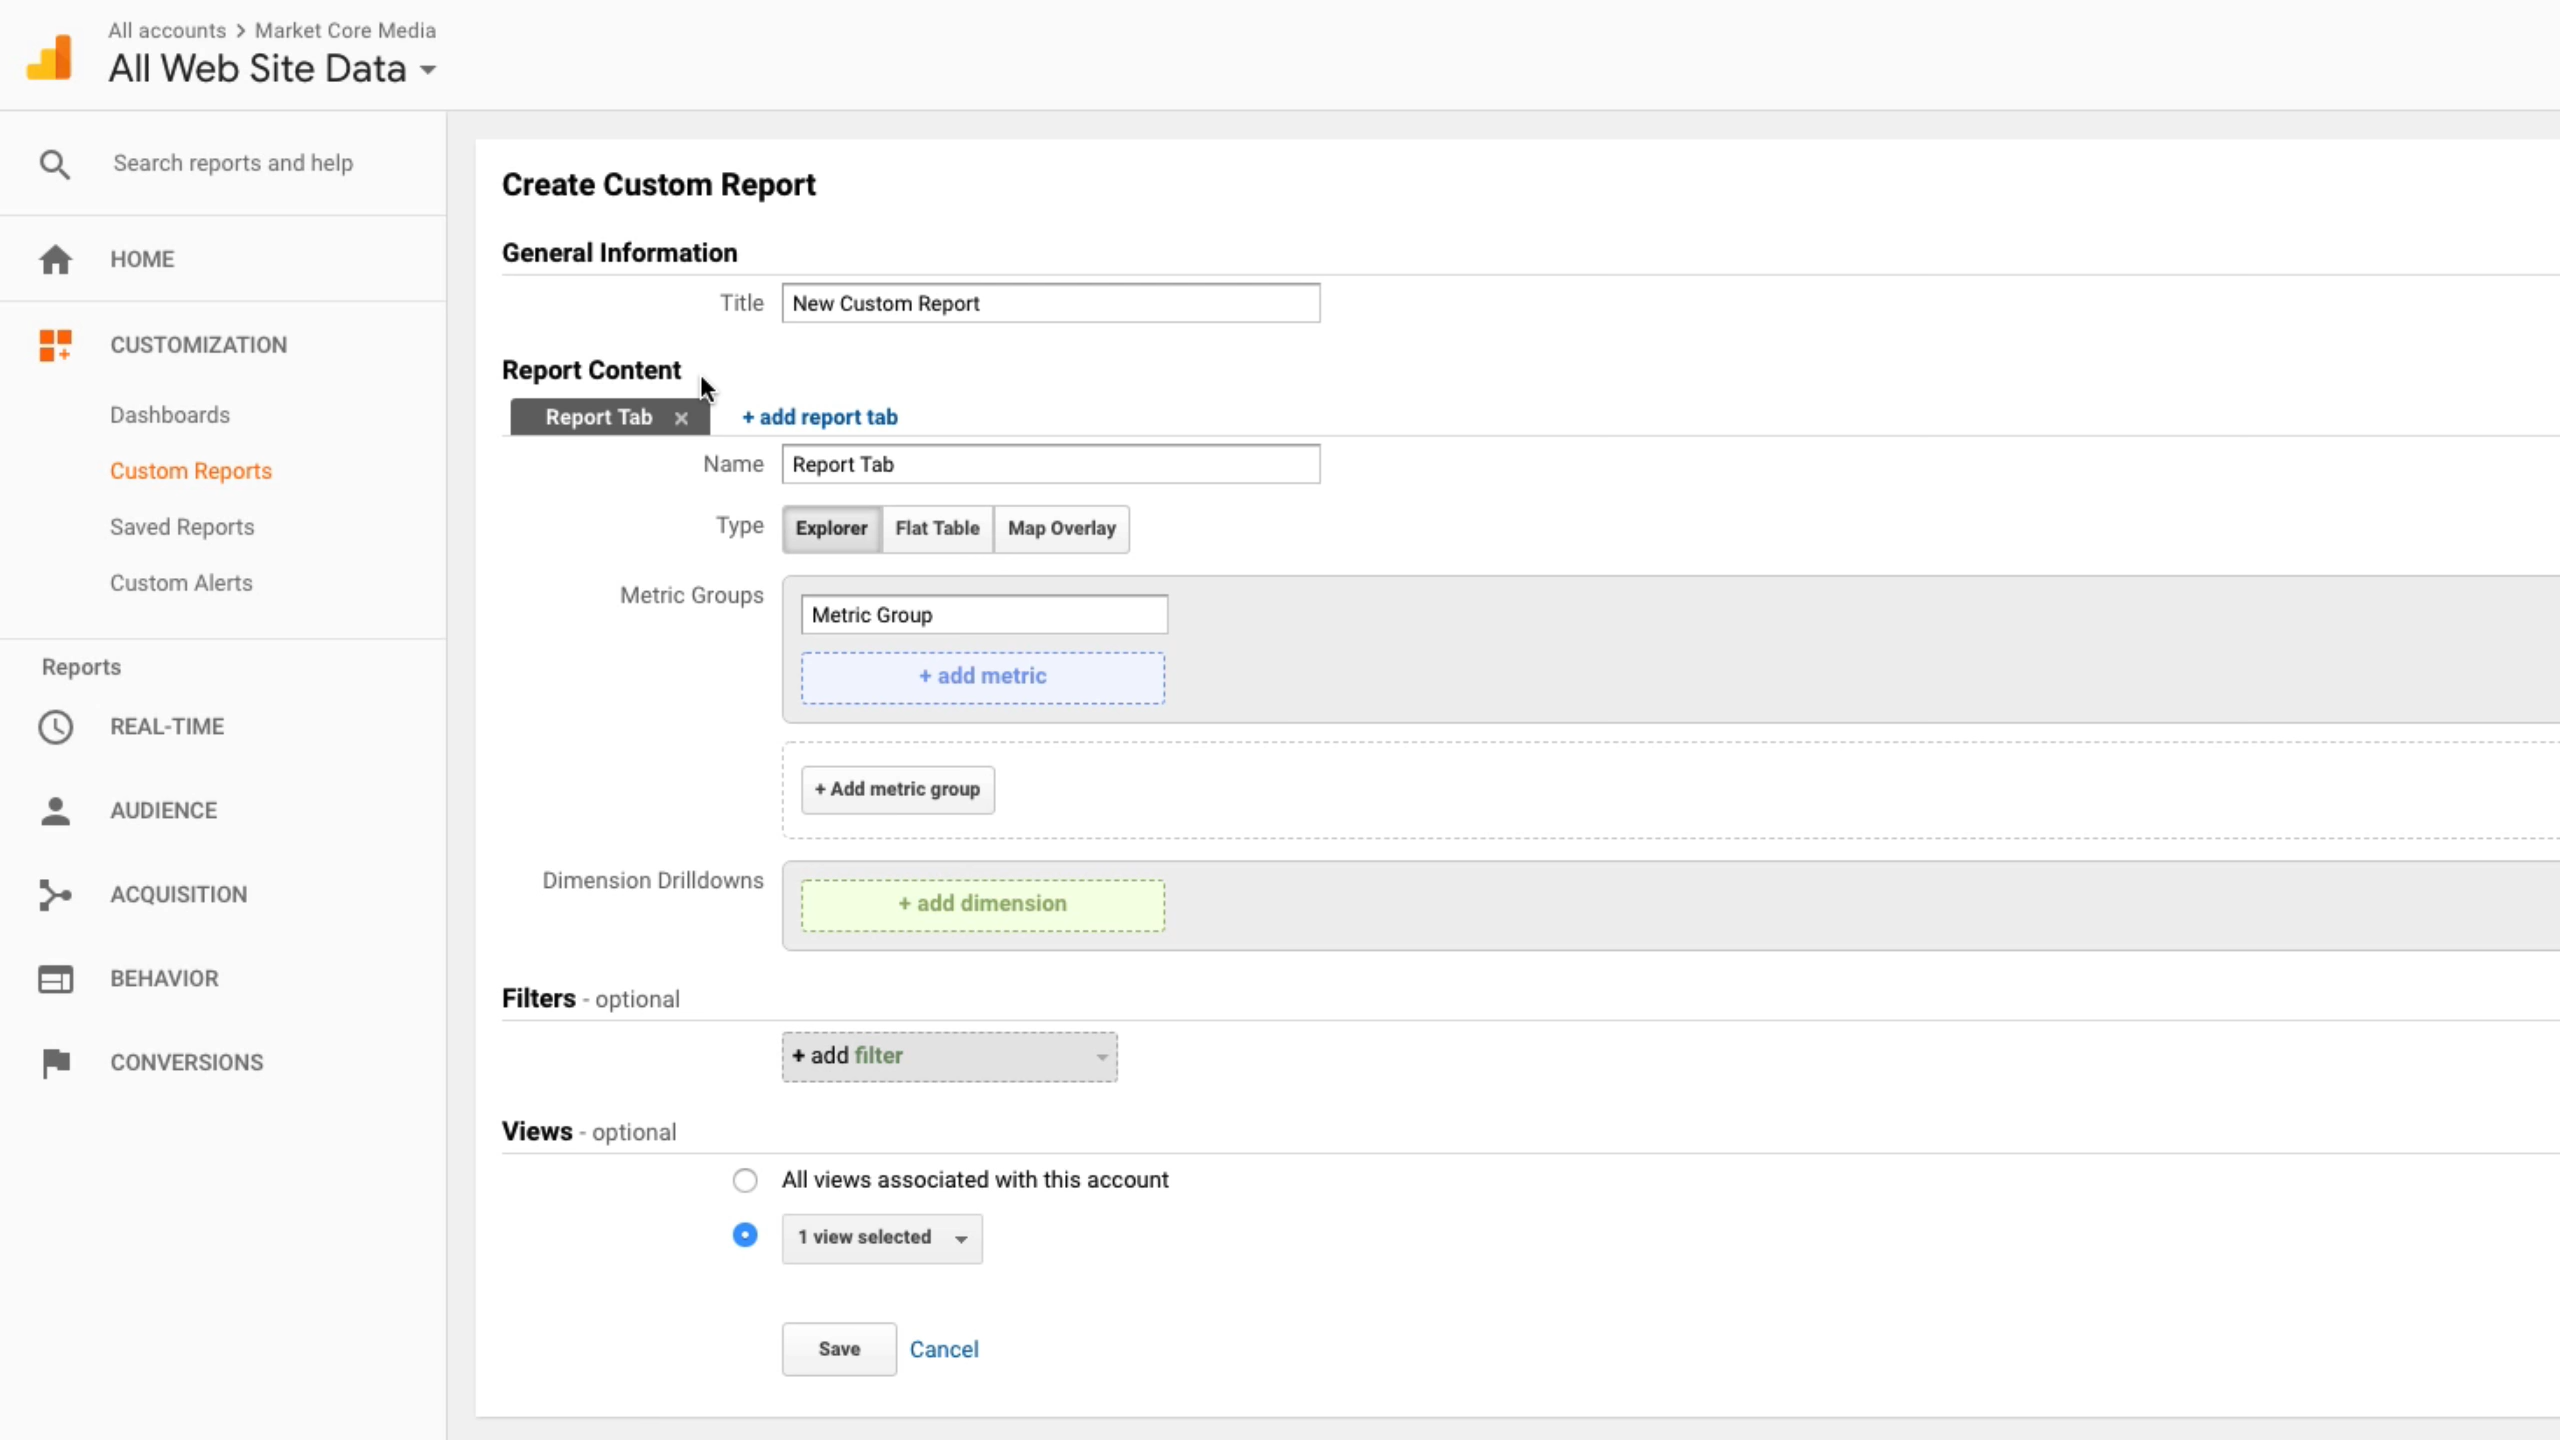 All accounts > Market Core Media
All Web Site Data
Search reports and help
HOME
CUSTOMIZATION
Dashboards
Custom Reports
Saved Reports
Custom Alerts
Reports
REAL-TIME
AUDIENCE
ACQUISITION
BEHAVIOR
CONVERSIONS
Create Custom Report
General Information
Title New Custom Report
Report Content
Report Tab × + add report tab
Name Report Tab
Type Explorer Flat Table Map Overlay
Metric Groups Metric Group
+ add metric
+ Add metric group
Dimension Drilldowns + add dimension
Filters - optional
+ add filter
Views - optional
All views associated with this account
1 view selected
Save Cancel